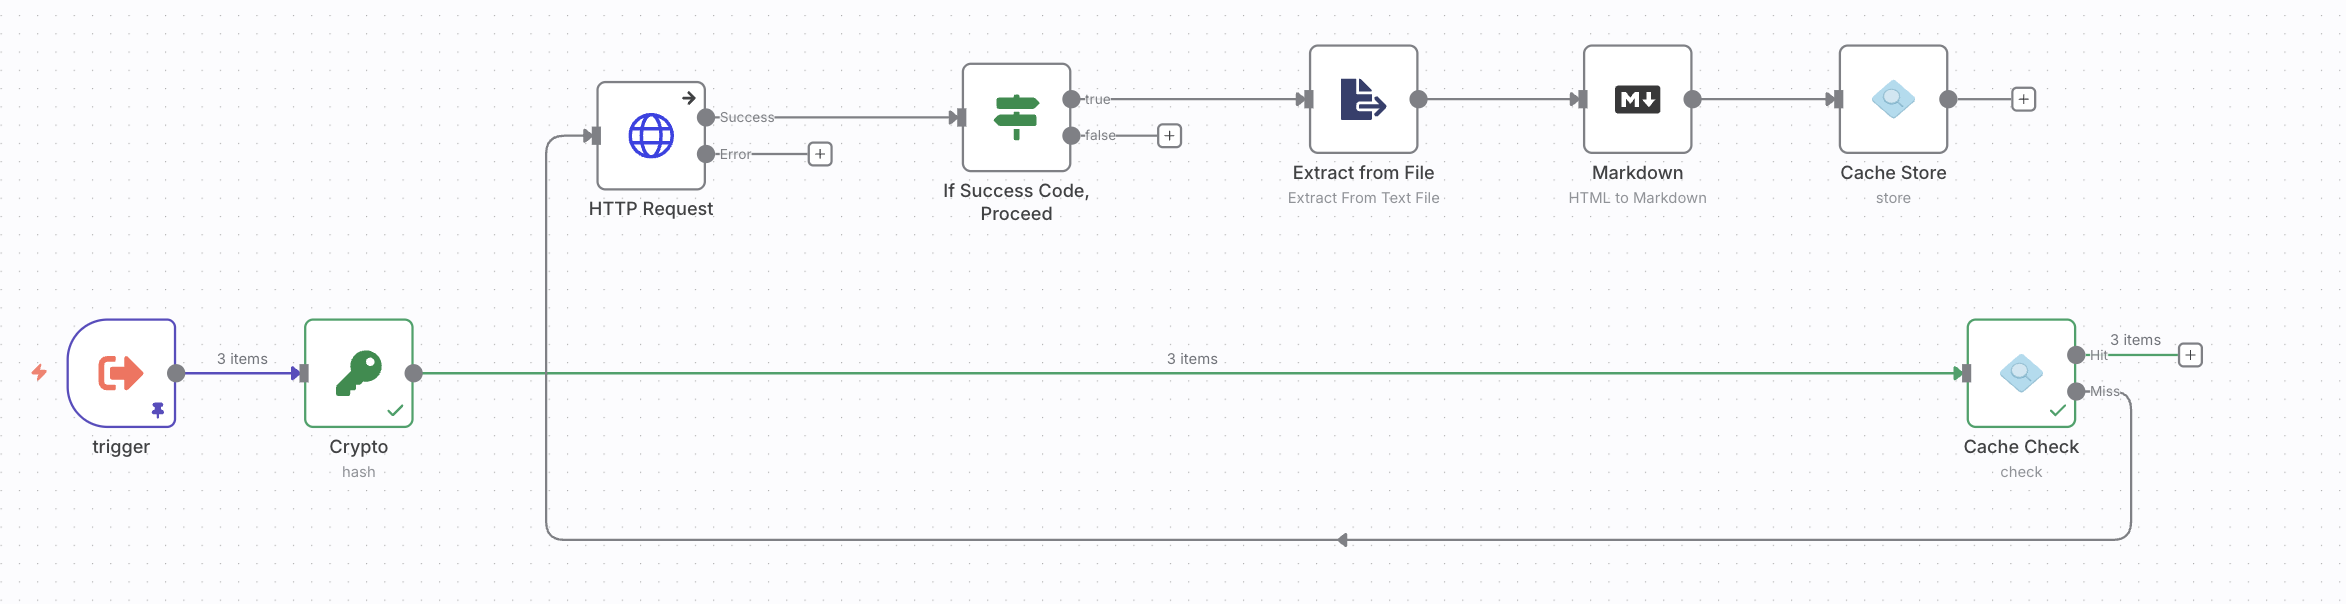 Success
Error
HTTP Request
true
false
If Success Code,
Proceed
Extract from File
Extract From Text File
M
Markdown
HTML to Markdown
Cache Store
store
3 items
trigger
Crypto
hash
3 items
Hit
3 items
Miss
Cache Check
check